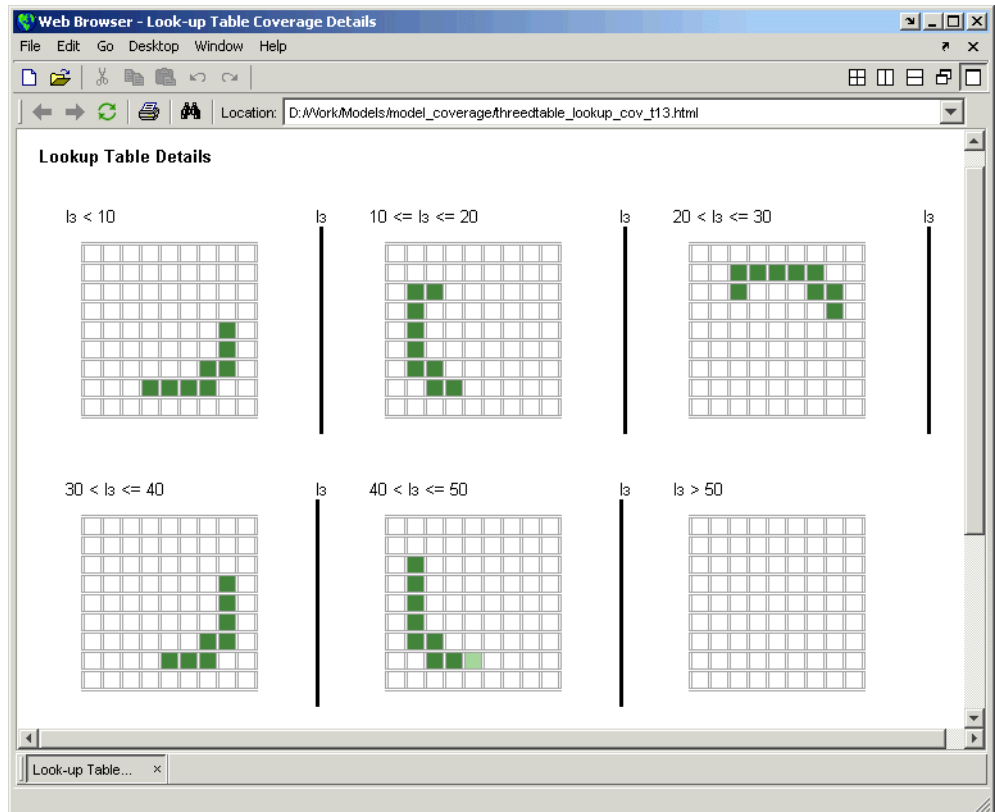 Web Browser - Look-up Table Coverage Details
File Edit Go Desktop Window Help
Location: D:/Work/Models/model_coverage/threedtable_lookup_cov_t13.html
Lookup Table Details
I3 < 10 I3 10 <= I3 <= 20 I3 20 < I3 <= 30 I3
30 < I3 <= 40 I3 40 < I3 <= 50 I3 I3 > 50
Look-up Table...